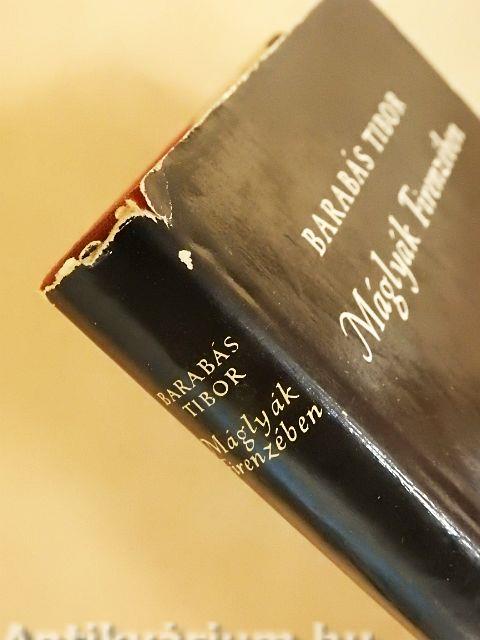 BARABÁS TIBOR
Máglyák Firenzében
BARABÁS
TIBOR
Máglyák
Firenzében
Antikvárium.hu